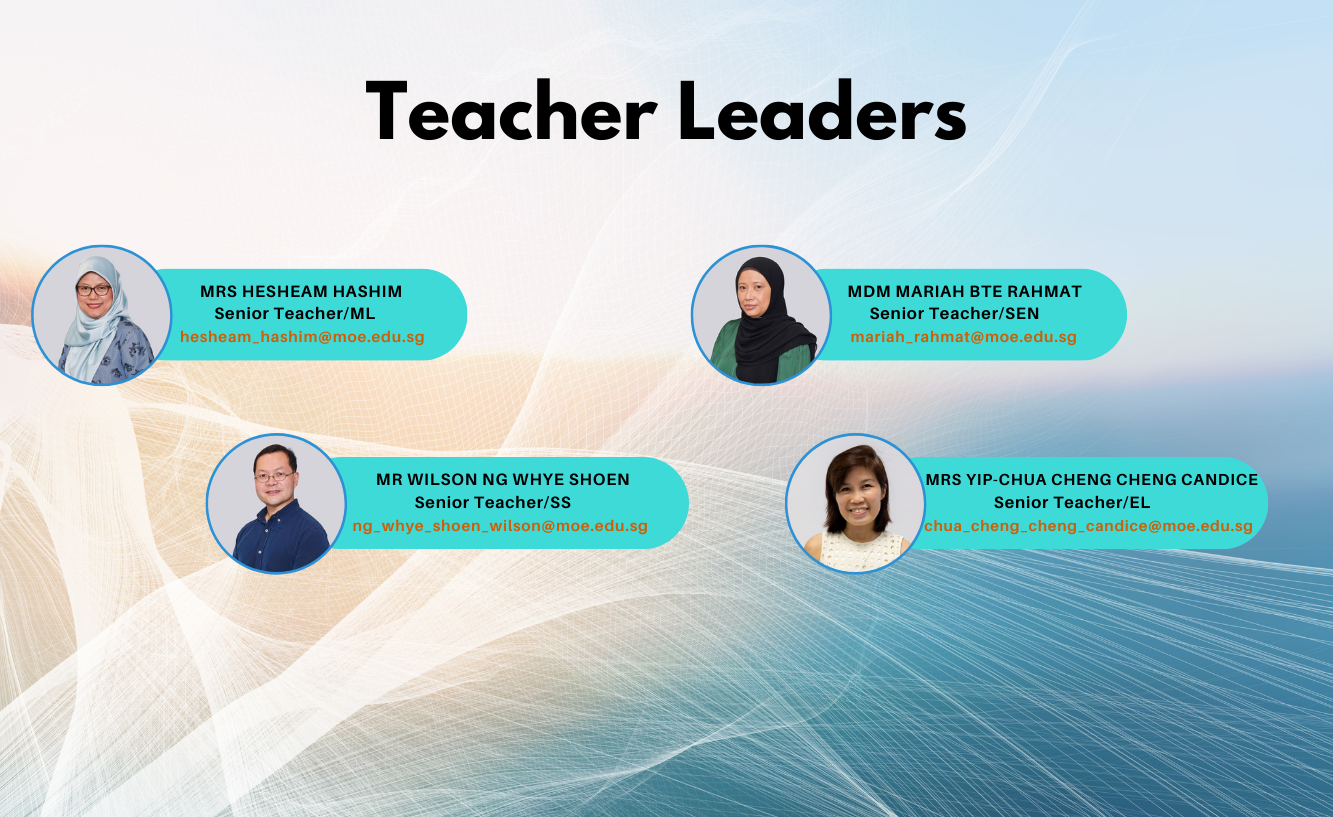 Teacher Leaders
MRS HESHEAM HASHIM
Senior Teacher/ML
hesheam_hashim@moe.edu.sg
MDM MARIAH BTE RAHMAT
Senior Teacher/SEN
mariah_rahmat@moe.edu.sg
MR WILSON NG WHYE SHOEN
Senior Teacher/SS
ng_whye_shoen_wilson@moe.edu.sg
MRS YIP-CHUA CHENG CHENG CANDICE
Senior Teacher/EL
chua_cheng_cheng_candice@moe.edu.sg